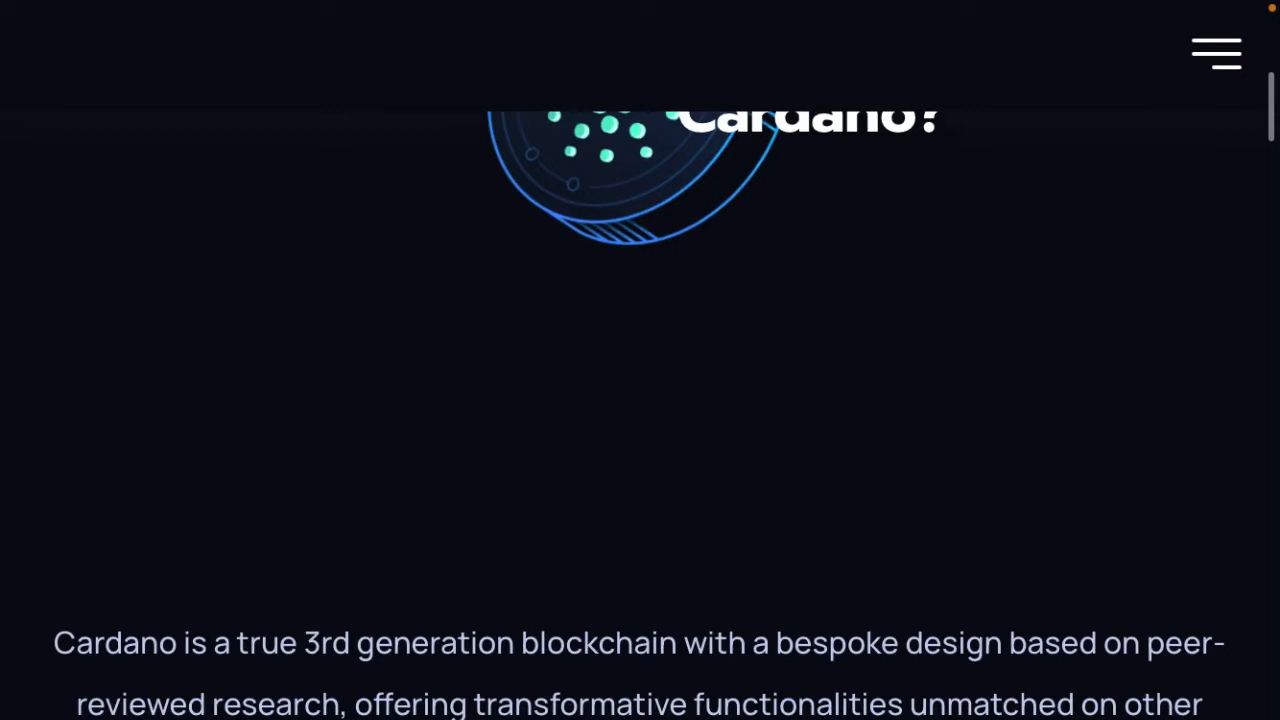 Cardano?
Cardano is a true 3rd generation blockchain with a bespoke design based on peer-
reviewed research, offering transformative functionalities unmatched on other